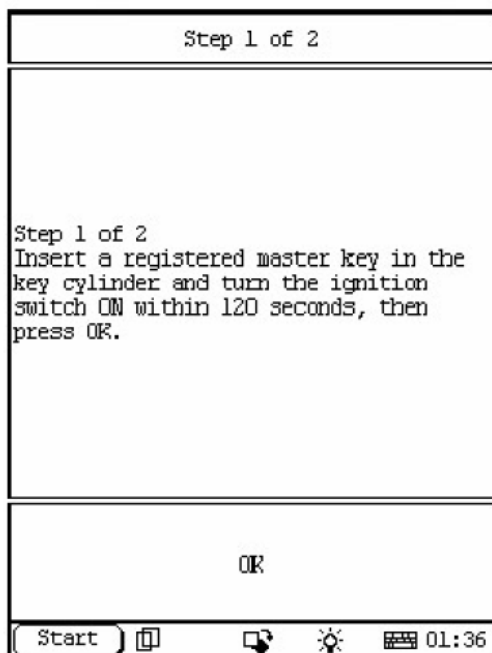 Step 1 of 2
Step 1 of 2
Insert a registered master key in the
key cylinder and turn the ignition
switch ON within 120 seconds, then
press OK.
OK
Start 01:36